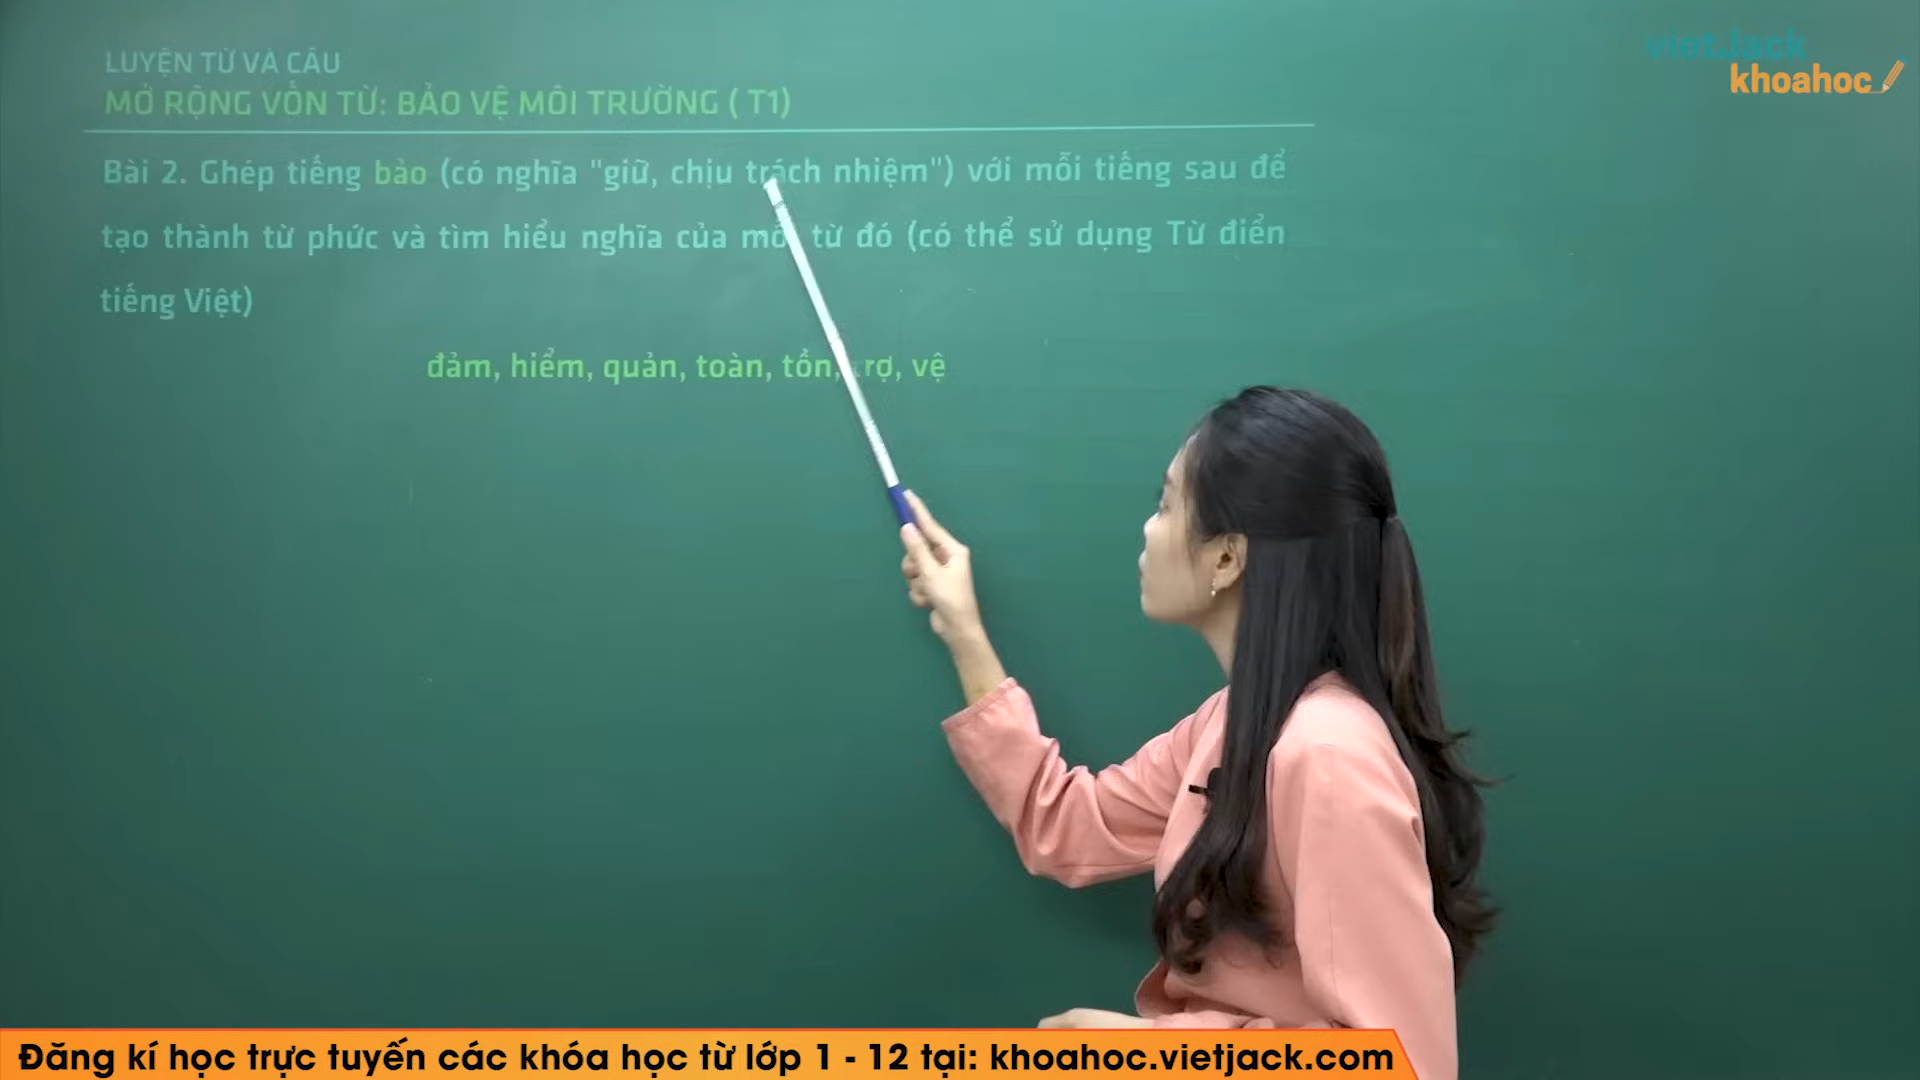 LUYỆN TỪ VÀ CÂU
MỞ RỘNG VỐN TỪ: BẢO VỆ MÔI TRƯỜNG ( T1)
vietJack
khoahoc
Bài 2. Ghép tiếng bảo (có nghĩa "giữ, chịu trách nhiệm") với mỗi tiếng sau để
tạo thành từ phức và tìm hiểu nghĩa của mỗi từ đó (có thể sử dụng Từ điển
tiếng Việt)
đảm, hiểm, quản, toàn, tồn, trợ, vệ
Đăng kí học trực tuyến các khóa học từ lớp 1 - 12 tại: khoahoc.vietjack.com